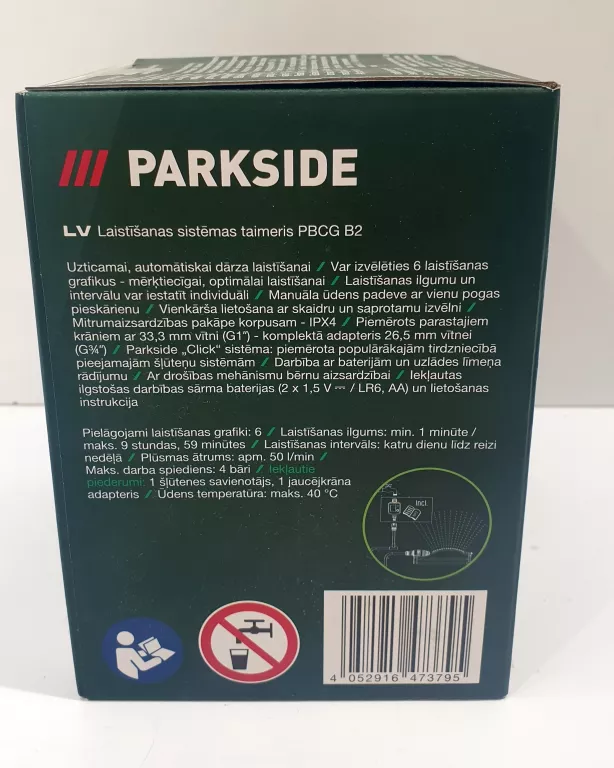 PARKSIDE
LV Laistīšanas sistēmas taimeris PBCG B2
Uzticamai, automātiskai dārza laistīšanai / Var izvēlēties 6 laistīšanas
grafikus - mērķtiecīgai, optimālai laistīšanai / Laistīšanas ilgumu un
intervālu var iestatīt individuāli / Manuāla ūdens padeve ar vienu pogas
pieskārienu / Vienkārša lietošana ar skaidru un saprotamu izvēlni /
Mitrumaizsardzības pakāpe korpusam - IPX4 / Piemērots parastajiem
krāniem ar 33,3 mm vītni (G1") - komplektā adapteris 26,5 mm vītnei
(G¾") / Parkside „Click" sistēma: piemērota populārākajām tirdzniecībā
pieejamajām šļūteņu sistēmām / Darbība ar baterijām un uzlādes līmeņa
rādījumu / Ar drošības mehānismu bērnu aizsardzībai / Iekļautas
ilgstošas darbības sārma baterijas (2 x 1,5 V ⎓ / LR6, AA) un lietošanas
instrukcija
Pielāgojami laistīšanas grafiki: 6 / Laistīšanas ilgums: min. 1 minūte /
maks. 9 stundas, 59 minūtes / Laistīšanas intervāls: katru dienu līdz reizi
nedēļā / Plūsmas ātrums: apm. 50 l/min /
Maks. darba spiediens: 4 bāri / Iekļautie
piederumi: 1 šļūtenes savienotājs, 1 jaucējkrāna
adapteris / Ūdens temperatūra: maks. 40 °C
Incl.
4 052916 473795